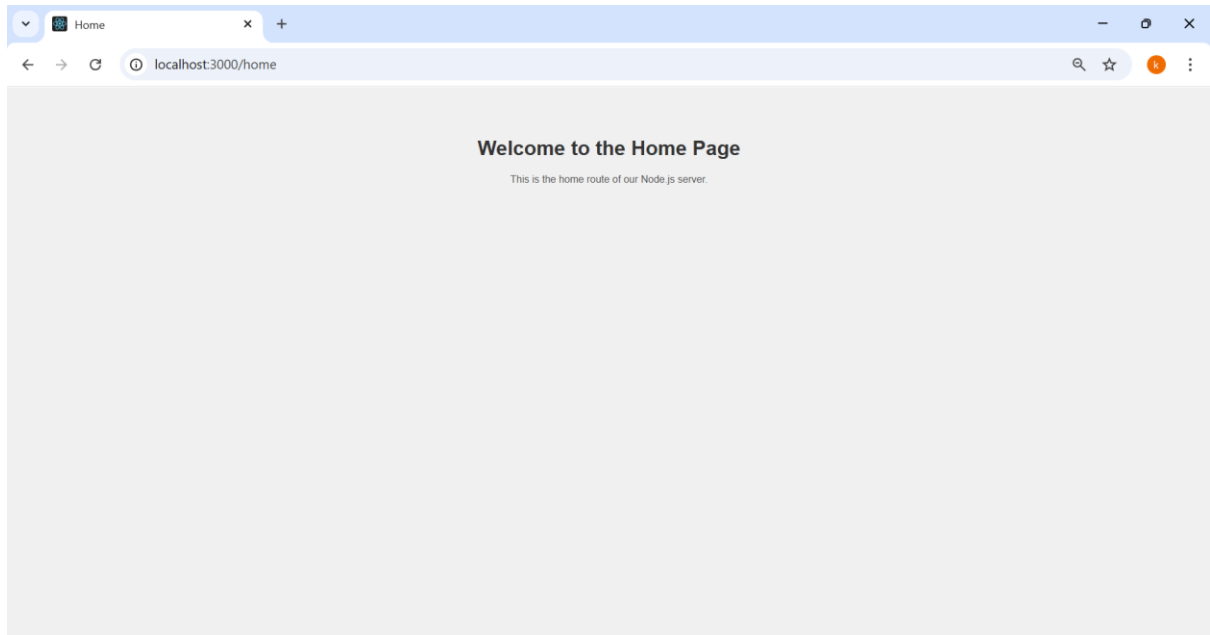 Home
localhost:3000/home
k
Welcome to the Home Page
This is the home route of our Node.js server.